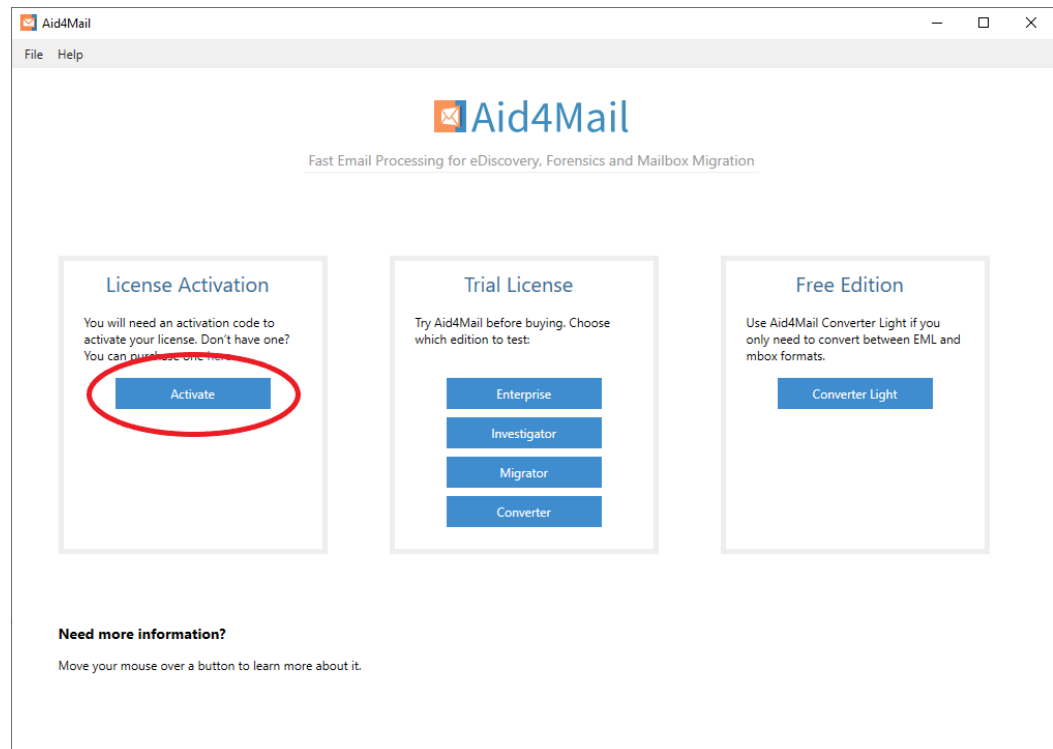 Aid4Mail
File Help
Aid4Mail
Fast Email Processing for eDiscovery, Forensics and Mailbox Migration
License Activation
You will need an activation code to
activate your license. Don't have one?
You can purchase one here.
Activate
Trial License
Try Aid4Mail before buying. Choose
which edition to test:
Enterprise
Investigator
Migrator
Converter
Free Edition
Use Aid4Mail Converter Light if you
only need to convert between EML and
mbox formats.
Converter Light
Need more information?
Move your mouse over a button to learn more about it.